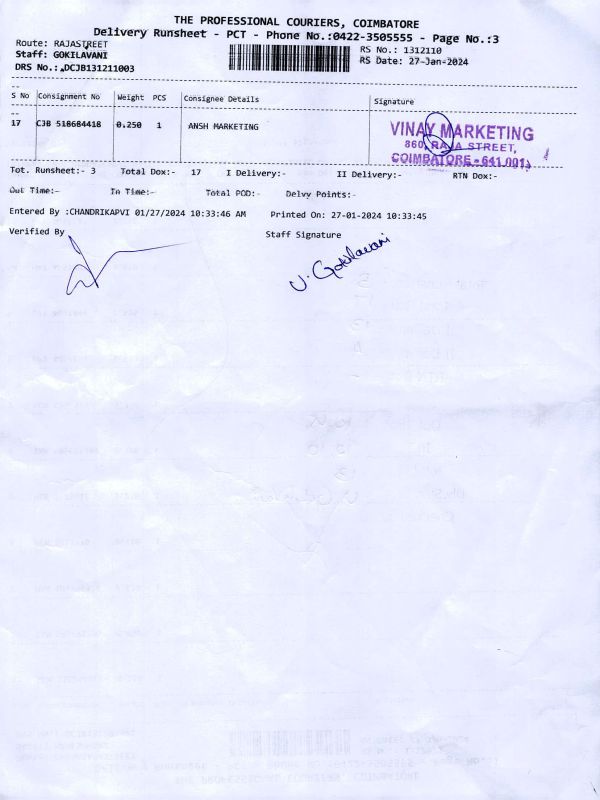 THE PROFESSIONAL COURIERS, COIMBATORE
Delivery Runsheet - PCT - Phone No.:0422-3505555 - Page No.:3
Route: RAJASTREET
Staff: GOKILAVANI
DRS No.: DCJB131211003
RS No.: 1312110
RS Date: 27-Jan-2024
S No Consignment No Weight PCS Consignee Details Signature
17 CJB 518684418 0.250 1 ANSH MARKETING
VINAY MARKETING
860, RAJA STREET,
COIMBATORE - 641 001.
Tot. Runsheet:- 3 Total Dox:- 17 I Delivery:- II Delivery:- RTN Dox:-
Out Time:- In Time:- Total POD:- Delvy Points:-
Entered By :CHANDRIKAPVI 01/27/2024 10:33:46 AM Printed On: 27-01-2024 10:33:45
Verified By Staff Signature
V. Gokilavani